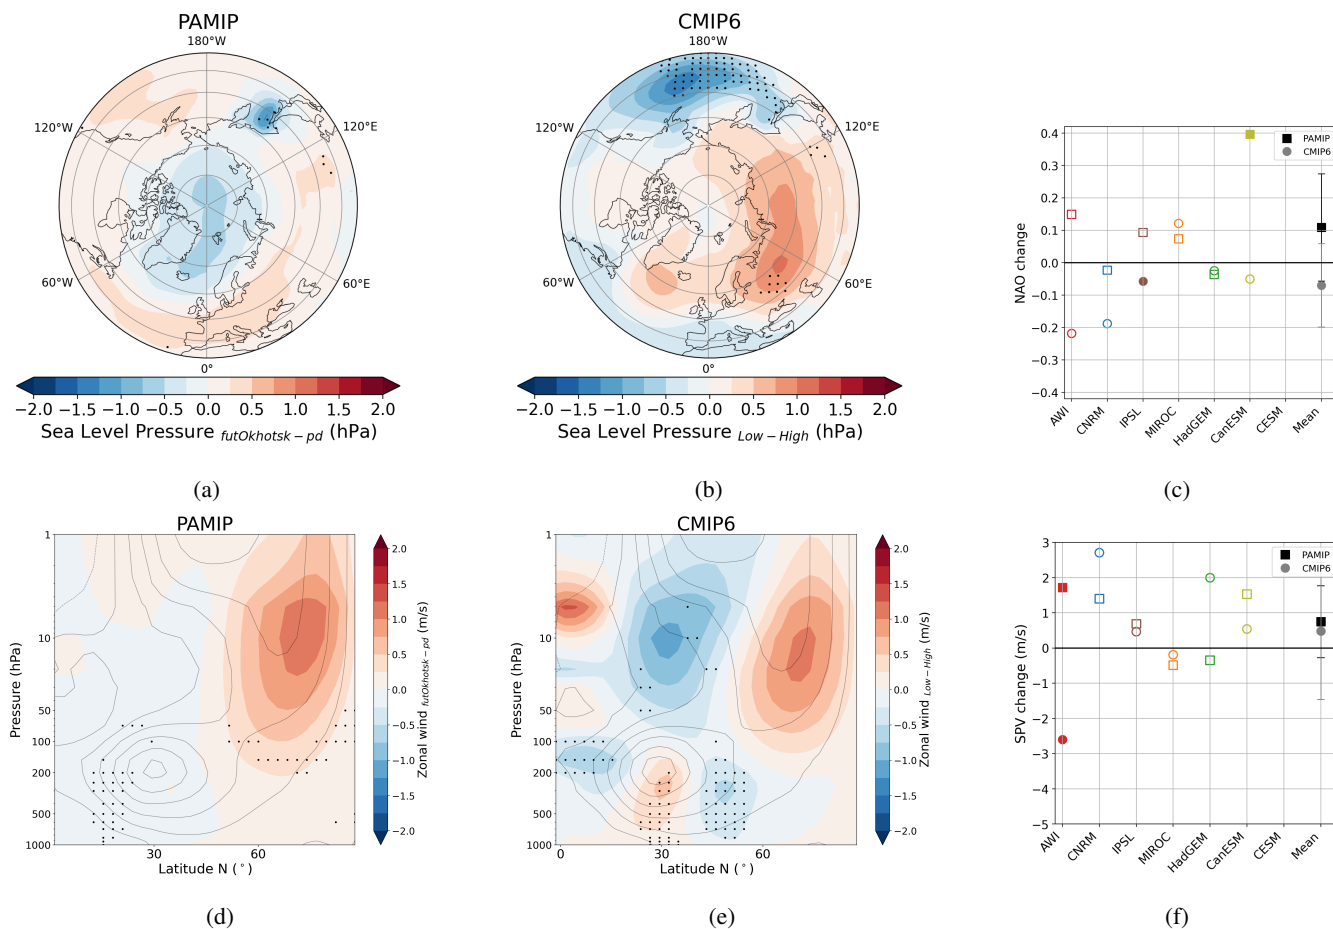 PAMIP
180°W
120°W
120°E
60°W
60°E
0°
−2.0 −1.5 −1.0 −0.5 0.0 0.5 1.0 1.5 2.0
Sea Level Pressure futOkhotsk − pd (hPa)
(a)
CMIP6
180°W
120°W
120°E
60°W
60°E
0°
−2.0 −1.5 −1.0 −0.5 0.0 0.5 1.0 1.5 2.0
Sea Level Pressure Low − High (hPa)
(b)
NAO change
0.4
0.3
0.2
0.1
0.0
−0.1
−0.2
−0.3
−0.4
PAMIP
CMIP6
AWI CNRM IPSL MIROC HadGEM CanESM CESM Mean
(c)
PAMIP
Pressure (hPa)
1
10
50
100
200
500
1000
30 60
Latitude N (°)
2.0
1.5
1.0
0.5
0.0
−0.5
−1.0
−1.5
−2.0
Zonal wind futOkhotsk − pd (m/s)
(d)
CMIP6
Pressure (hPa)
1
10
50
100
200
500
1000
0 30 60
Latitude N (°)
2.0
1.5
1.0
0.5
0.0
−0.5
−1.0
−1.5
−2.0
Zonal wind Low − High (m/s)
(e)
SPV change (m/s)
3
2
1
0
−1
−2
−3
−4
−5
PAMIP
CMIP6
AWI CNRM IPSL MIROC HadGEM CanESM CESM Mean
(f)